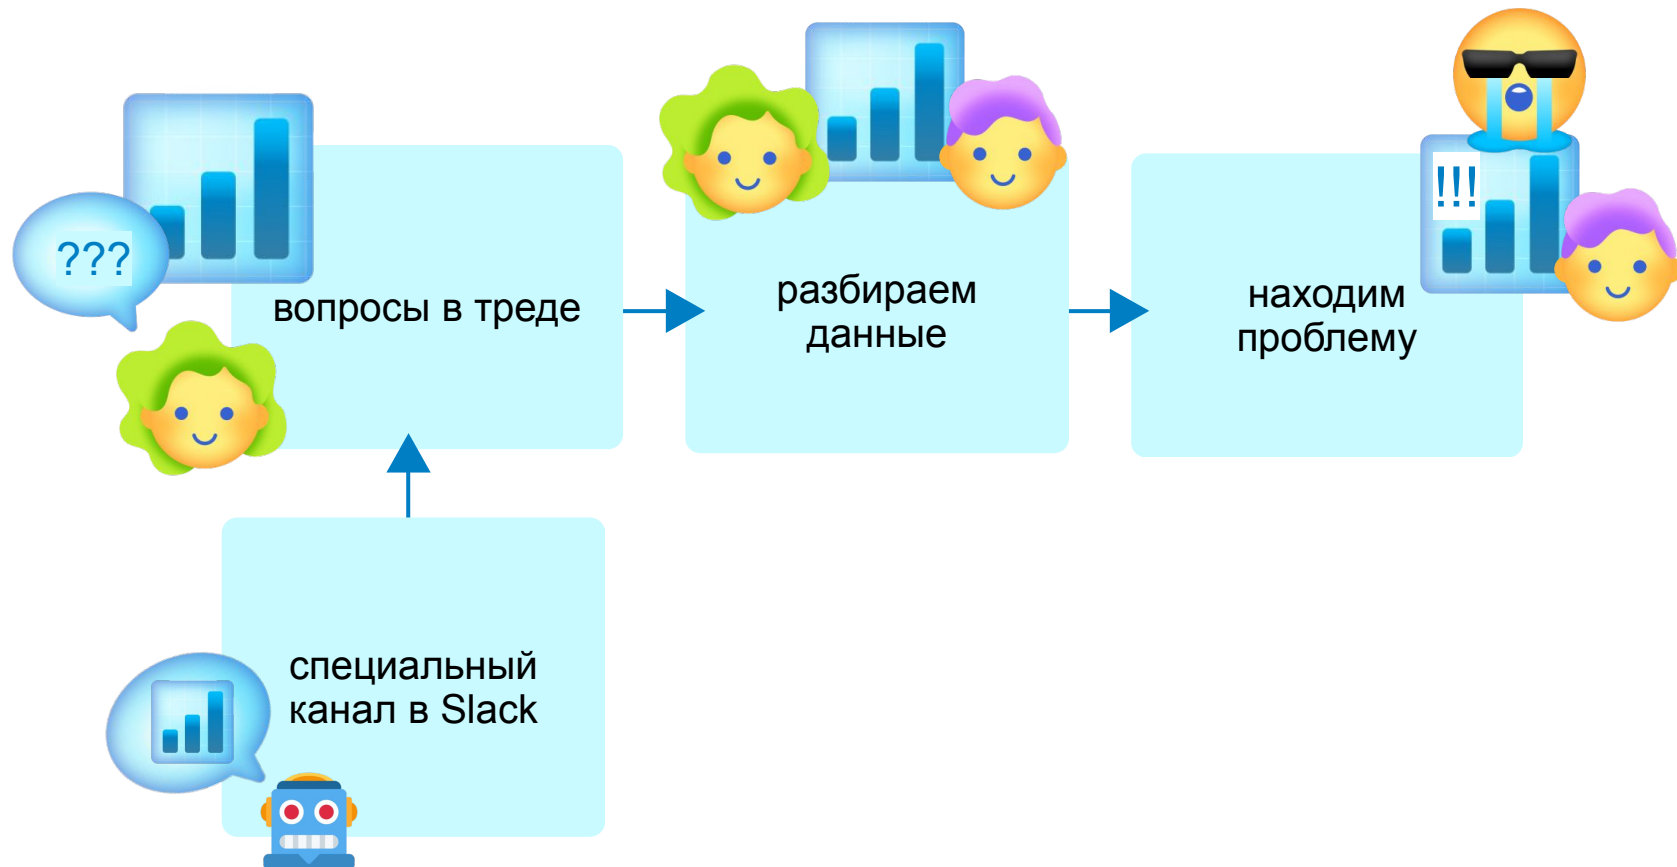 ???
вопросы в треде
разбираем
данные
!!!
находим
проблему
специальный
канал в Slack